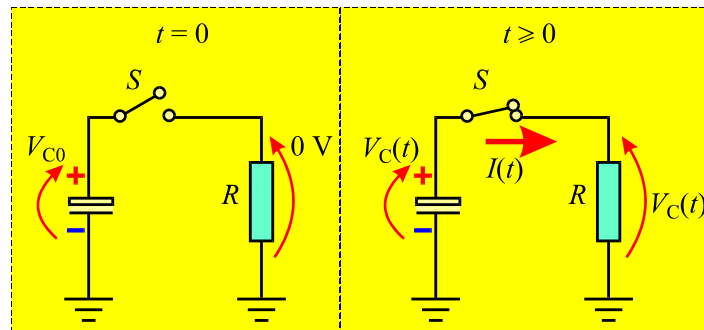 t = 0
S
V_C0
+
−
R
0 V
t ⩾ 0
S
V_C(t)
+
−
I(t)
R
V_C(t)